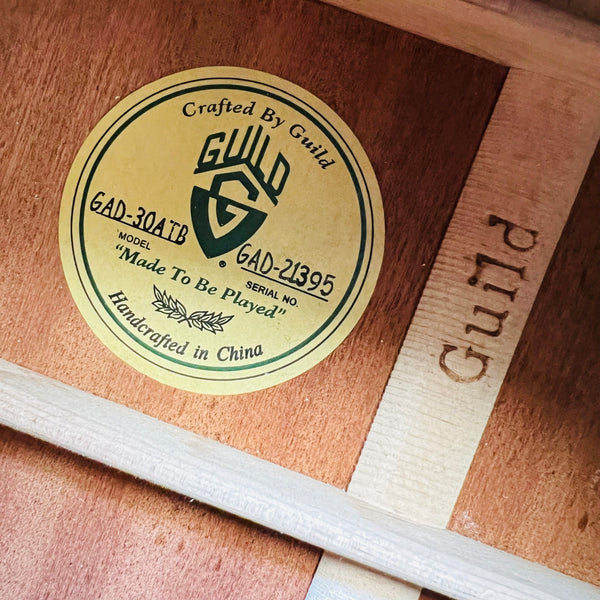 Crafted By Guild
GUILD
G
GAD-30ATB
MODEL
GAD-21395
SERIAL NO.
"Made To Be Played"
Handcrafted in China
Guild